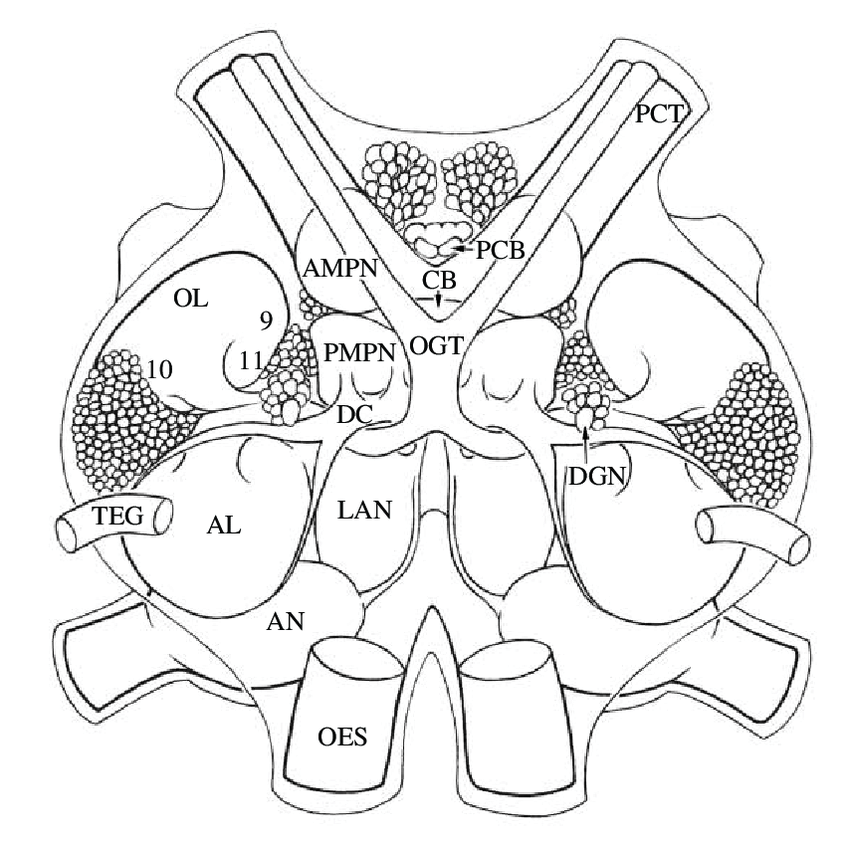 PCT
PCB
AMPN
CB
OL
9
OGT
PMPN
11
10
DC
DGN
TEG
LAN
AL
AN
OES